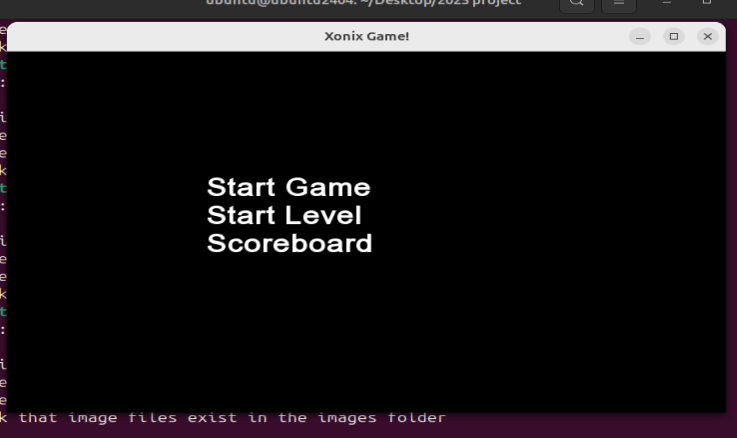 ubuntu@ubuntu2404: ~/Desktop/2025 project
Xonix Game!
Start Game
Start Level
Scoreboard
k that image files exist in the images folder